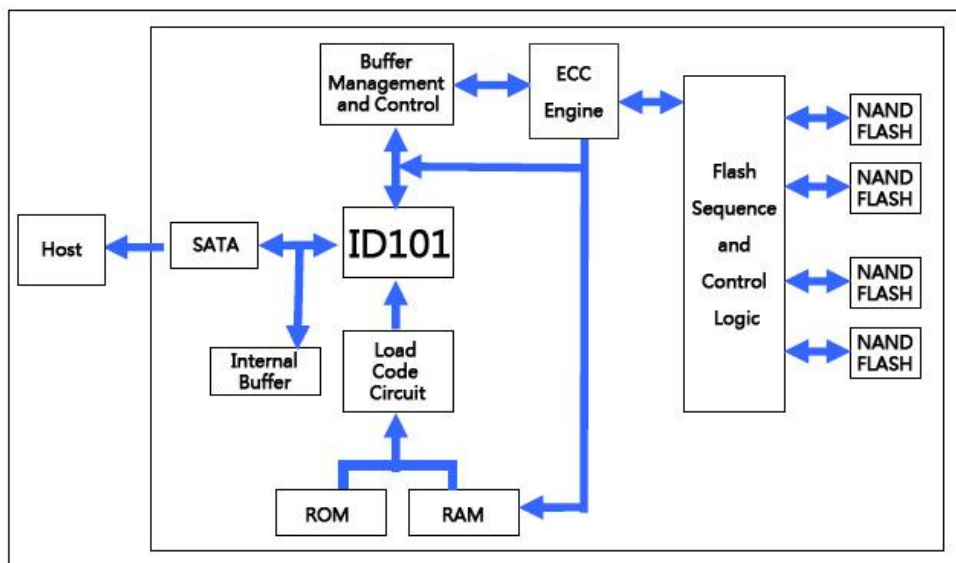 Buffer
Management
and Control
ECC
Engine
NAND
FLASH
NAND
FLASH
Flash
Sequence
and
Control
Logic
Host
SATA
ID101
NAND
FLASH
NAND
FLASH
Internal
Buffer
Load
Code
Circuit
ROM
RAM